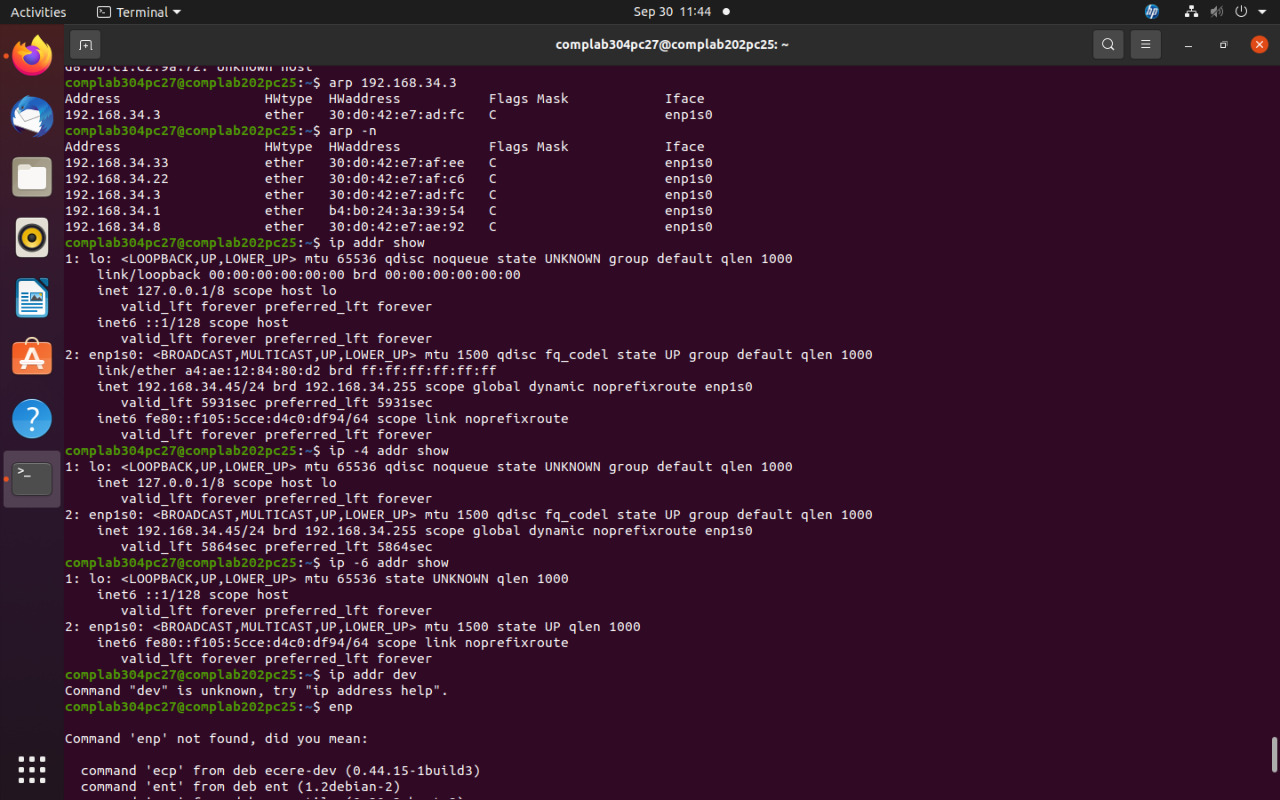 Activities
Terminal
Sep 30 11:44
complab304pc27@complab202pc25: ~
d8:bb:c1:c2:9a:72: Unknown host
complab304pc27@complab202pc25:~$ arp 192.168.34.3
Address HWtype HWaddress Flags Mask Iface
192.168.34.3 ether 30:d0:42:e7:ad:fc C enp1s0
complab304pc27@complab202pc25:~$ arp -n
Address HWtype HWaddress Flags Mask Iface
192.168.34.33 ether 30:d0:42:e7:af:ee C enp1s0
192.168.34.22 ether 30:d0:42:e7:af:c6 C enp1s0
192.168.34.3 ether 30:d0:42:e7:ad:fc C enp1s0
192.168.34.1 ether b4:b0:24:3a:39:54 C enp1s0
192.168.34.8 ether 30:d0:42:e7:ae:92 C enp1s0
complab304pc27@complab202pc25:~$ ip addr show
1: lo: <LOOPBACK,UP,LOWER_UP> mtu 65536 qdisc noqueue state UNKNOWN group default qlen 1000
link/loopback 00:00:00:00:00:00 brd 00:00:00:00:00:00
inet 127.0.0.1/8 scope host lo
valid_lft forever preferred_lft forever
inet6 ::1/128 scope host
valid_lft forever preferred_lft forever
2: enp1s0: <BROADCAST,MULTICAST,UP,LOWER_UP> mtu 1500 qdisc fq_codel state UP group default qlen 1000
link/ether a4:ae:12:84:80:d2 brd ff:ff:ff:ff:ff:ff
inet 192.168.34.45/24 brd 192.168.34.255 scope global dynamic noprefixroute enp1s0
valid_lft 5931sec preferred_lft 5931sec
inet6 fe80::f105:5cce:d4c0:df94/64 scope link noprefixroute
valid_lft forever preferred_lft forever
complab304pc27@complab202pc25:~$ ip -4 addr show
1: lo: <LOOPBACK,UP,LOWER_UP> mtu 65536 qdisc noqueue state UNKNOWN group default qlen 1000
inet 127.0.0.1/8 scope host lo
valid_lft forever preferred_lft forever
2: enp1s0: <BROADCAST,MULTICAST,UP,LOWER_UP> mtu 1500 qdisc fq_codel state UP group default qlen 1000
inet 192.168.34.45/24 brd 192.168.34.255 scope global dynamic noprefixroute enp1s0
valid_lft 5864sec preferred_lft 5864sec
complab304pc27@complab202pc25:~$ ip -6 addr show
1: lo: <LOOPBACK,UP,LOWER_UP> mtu 65536 state UNKNOWN qlen 1000
inet6 ::1/128 scope host
valid_lft forever preferred_lft forever
2: enp1s0: <BROADCAST,MULTICAST,UP,LOWER_UP> mtu 1500 state UP qlen 1000
inet6 fe80::f105:5cce:d4c0:df94/64 scope link noprefixroute
valid_lft forever preferred_lft forever
complab304pc27@complab202pc25:~$ ip addr dev
Command "dev" is unknown, try "ip address help".
complab304pc27@complab202pc25:~$ enp
Command 'enp' not found, did you mean:
command 'ecp' from deb ecere-dev (0.44.15-1build3)
command 'ent' from deb ent (1.2debian-2)